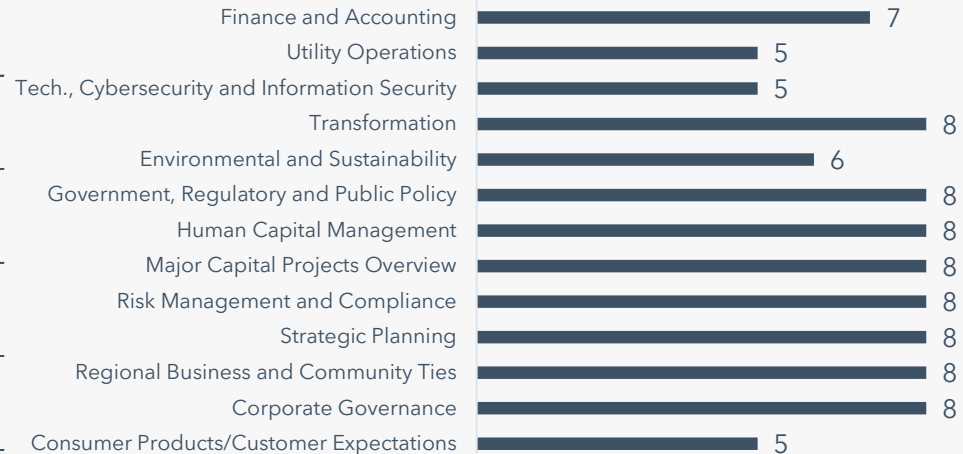 Finance and Accounting 7
Utility Operations 5
Tech., Cybersecurity and Information Security 5
Transformation 8
Environmental and Sustainability 6
Government, Regulatory and Public Policy 8
Human Capital Management 8
Major Capital Projects Overview 8
Risk Management and Compliance 8
Strategic Planning 8
Regional Business and Community Ties 8
Corporate Governance 8
Consumer Products/Customer Expectations 5